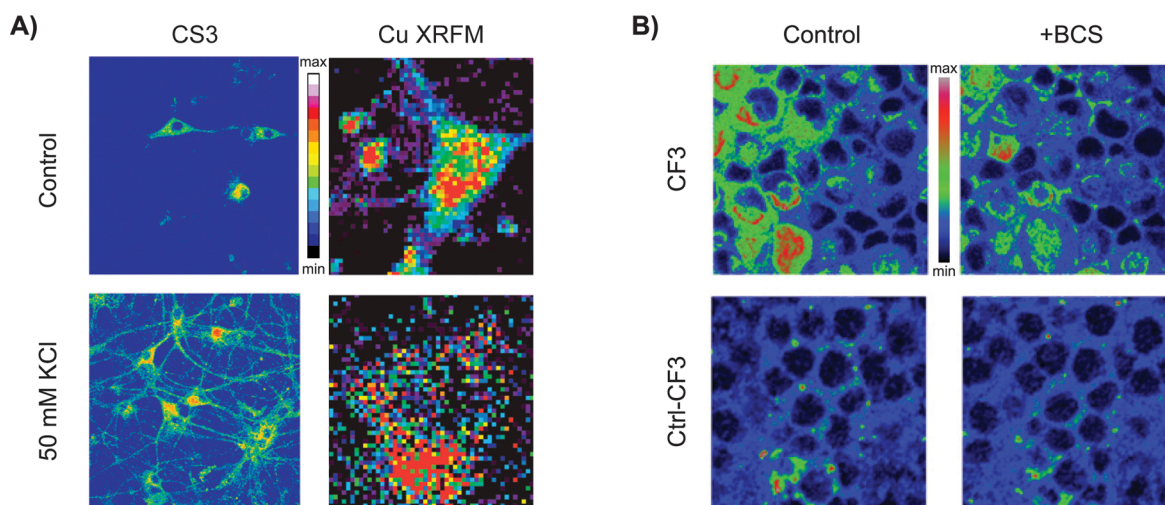 A)
CS3
Cu XRFM
Control
max
min
50 mM KCl
B)
Control
+BCS
CF3
max
min
Ctrl-CF3